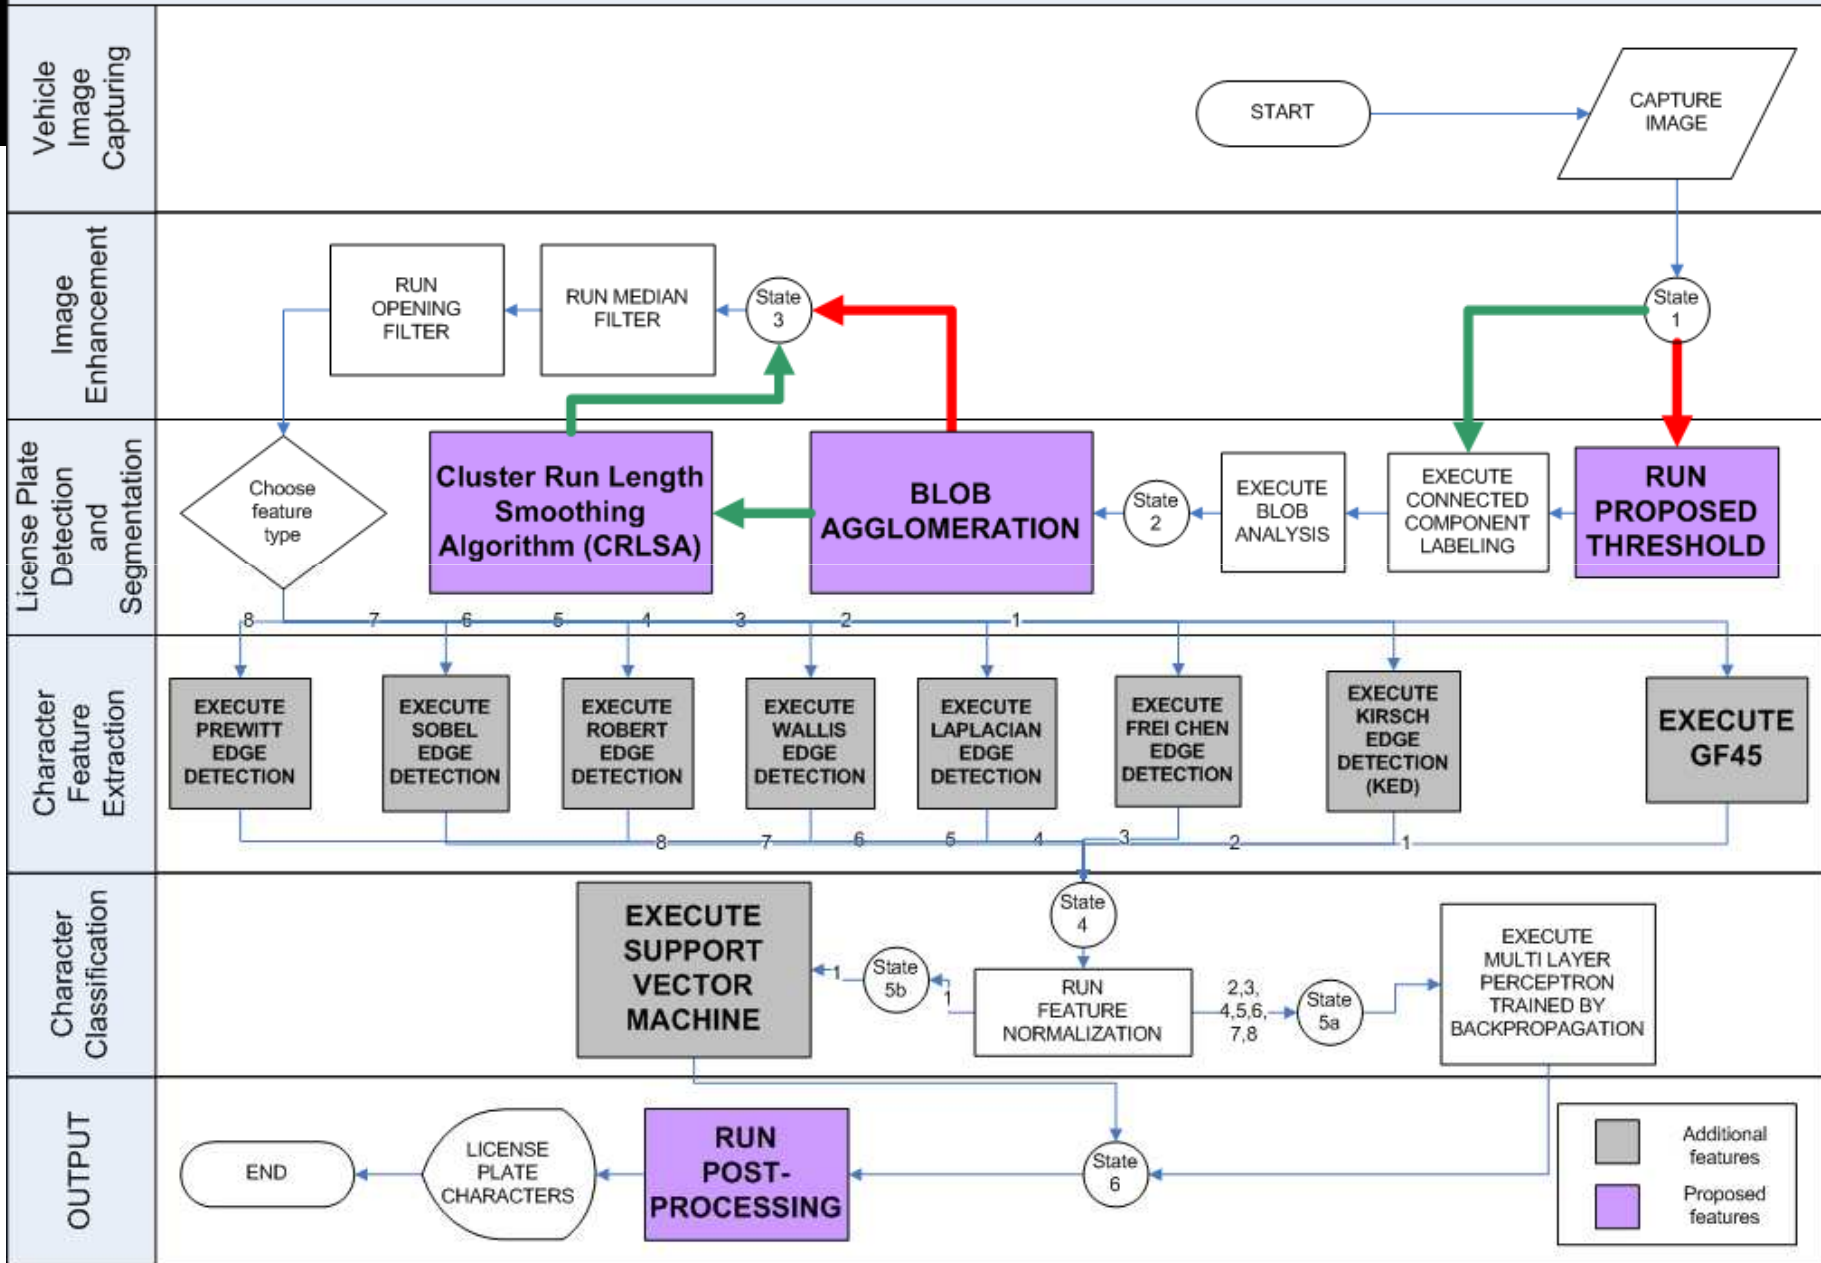 Vehicle
Image
Capturing
START
CAPTURE
IMAGE
Image
Enhancement
RUN
OPENING
FILTER
RUN MEDIAN
FILTER
State
3
State
1
License Plate
Detection
and
Segmentation
Choose
feature
type
Cluster Run Length
Smoothing
Algorithm (CRLSA)
BLOB
AGGLOMERATION
State
2
EXECUTE
BLOB
ANALYSIS
EXECUTE
CONNECTED
COMPONENT
LABELING
RUN
PROPOSED
THRESHOLD
8 7 6 5 4 3 2 1
Character
Feature
Extraction
EXECUTE
PREWITT
EDGE
DETECTION
EXECUTE
SOBEL
EDGE
DETECTION
EXECUTE
ROBERT
EDGE
DETECTION
EXECUTE
WALLIS
EDGE
DETECTION
EXECUTE
LAPLACIAN
EDGE
DETECTION
EXECUTE
FREI CHEN
EDGE
DETECTION
EXECUTE
KIRSCH
EDGE
DETECTION
(KED)
EXECUTE
GF45
8 7 6 5 4 3 2 1
Character
Classification
EXECUTE
SUPPORT
VECTOR
MACHINE
1
State
5b
1
State
4
RUN
FEATURE
NORMALIZATION
2,3,
4,5,6,
7,8
State
5a
EXECUTE
MULTI LAYER
PERCEPTRON
TRAINED BY
BACKPROPAGATION
OUTPUT
END
LICENSE
PLATE
CHARACTERS
RUN
POST-
PROCESSING
State
6
Additional
features
Proposed
features